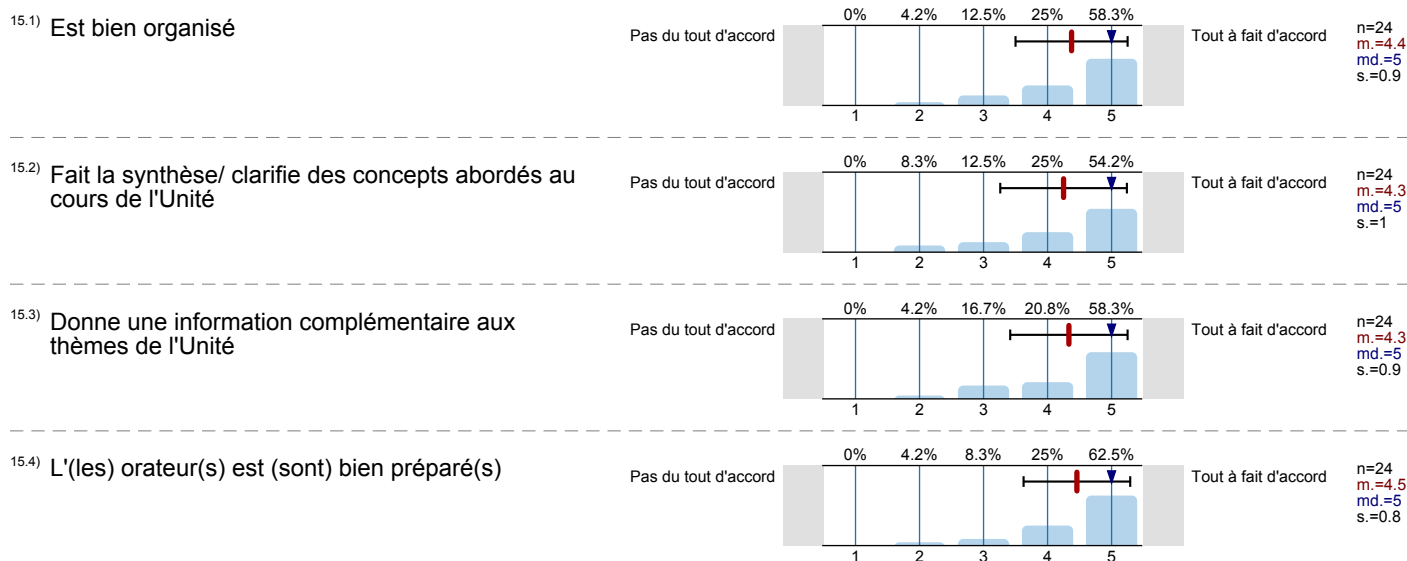 0% 4.2% 12.5% 25% 58.3%
15.1) Est bien organisé
Pas du tout d'accord
Tout à fait d'accord
n=24
m.=4.4
md.=5
s.=0.9
1 2 3 4 5
0% 8.3% 12.5% 25% 54.2%
15.2) Fait la synthèse/ clarifie des concepts abordés au
cours de l'Unité
Pas du tout d'accord
Tout à fait d'accord
n=24
m.=4.3
md.=5
s.=1
1 2 3 4 5
0% 4.2% 16.7% 20.8% 58.3%
15.3) Donne une information complémentaire aux
thèmes de l'Unité
Pas du tout d'accord
Tout à fait d'accord
n=24
m.=4.3
md.=5
s.=0.9
1 2 3 4 5
0% 4.2% 8.3% 25% 62.5%
15.4) L'(les) orateur(s) est (sont) bien préparé(s)
Pas du tout d'accord
Tout à fait d'accord
n=24
m.=4.5
md.=5
s.=0.8
1 2 3 4 5